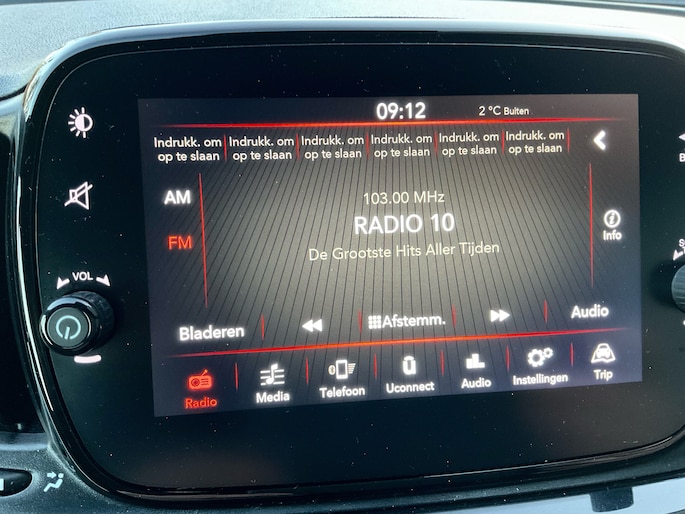 09:12
2 °C Buiten
Indrukk. om
op te slaan
Indrukk. om
op te slaan
Indrukk. om
op te slaan
Indrukk. om
op te slaan
Indrukk. om
op te slaan
Indrukk. om
op te slaan
AM
FM
103.00 MHz
RADIO 10
De Grootste Hits Aller Tijden
Info
VOL
Bladeren
Afstemm.
Audio
Radio
Media
Telefoon
Uconnect
Audio
Instellingen
Trip